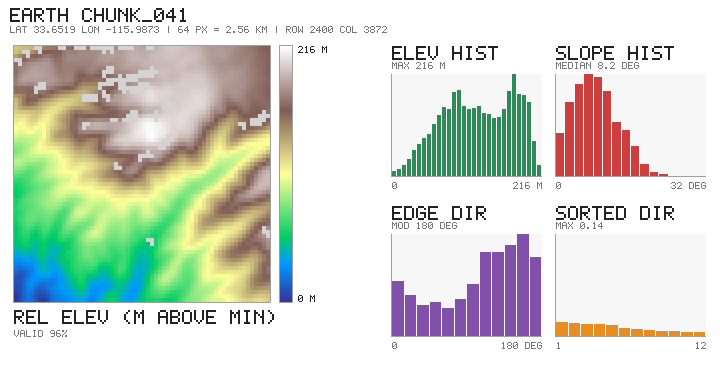 EARTH CHUNK_041
LAT 33.6519 LON -115.9873 | 64 PX = 2.56 KM | ROW 2400 COL 3872
216 M
0 M
REL ELEV (M ABOVE MIN)
VALID 96%
ELEV HIST
MAX 216 M
0 216 M
SLOPE HIST
MEDIAN 8.2 DEG
0 32 DEG
EDGE DIR
MOD 180 DEG
0 180 DEG
SORTED DIR
MAX 0.14
1 12